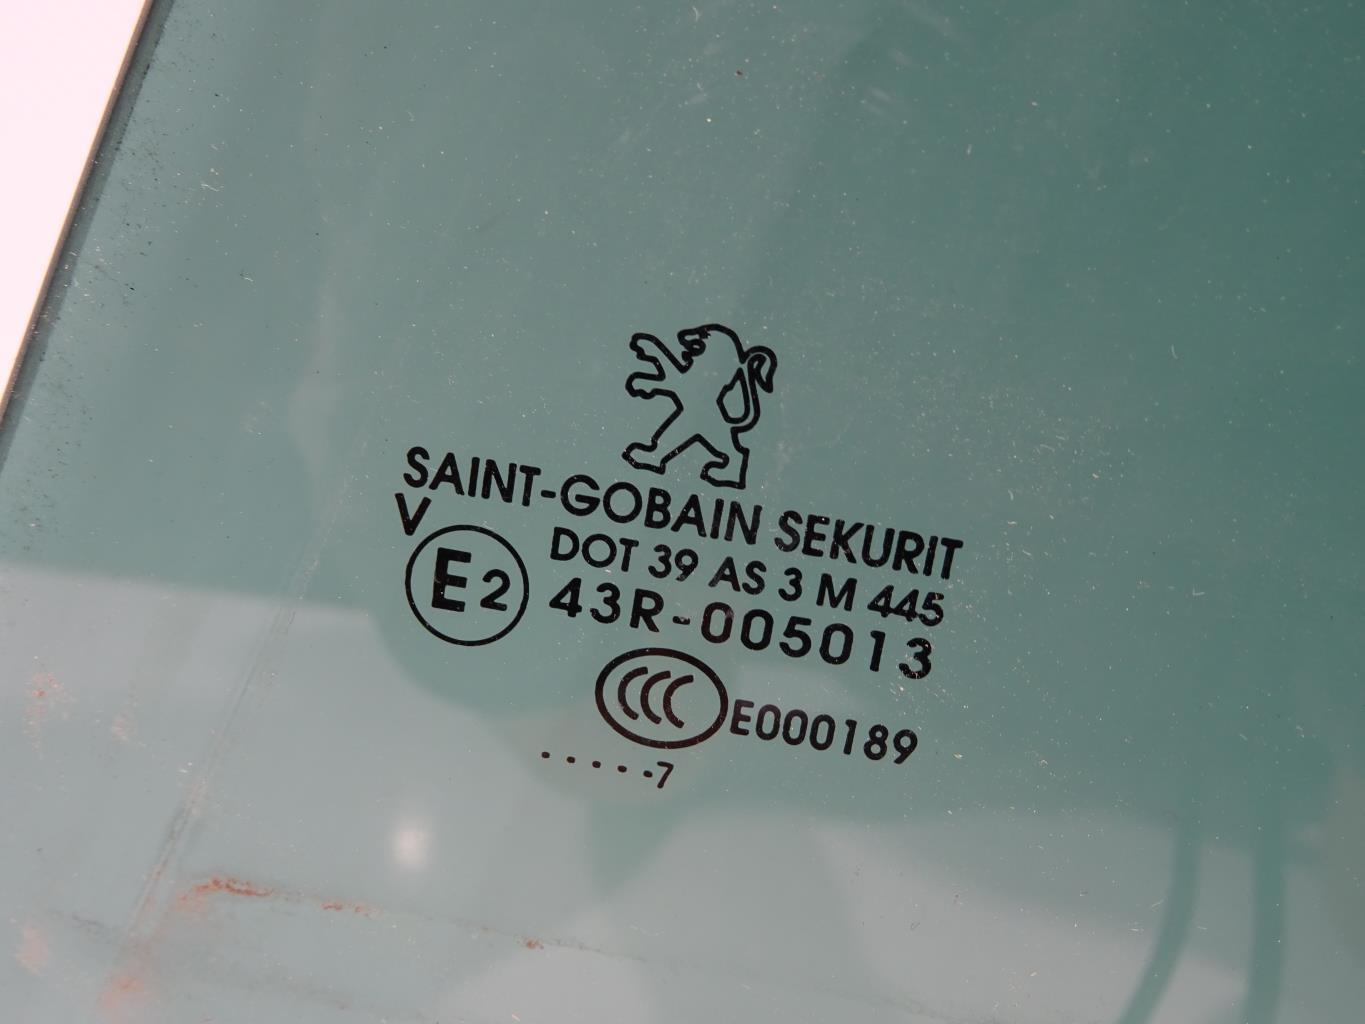 SAINT-GOBAIN SEKURIT
V
DOT 39 AS 3 M 445
E2 43R-005013
CCC E000189
......7